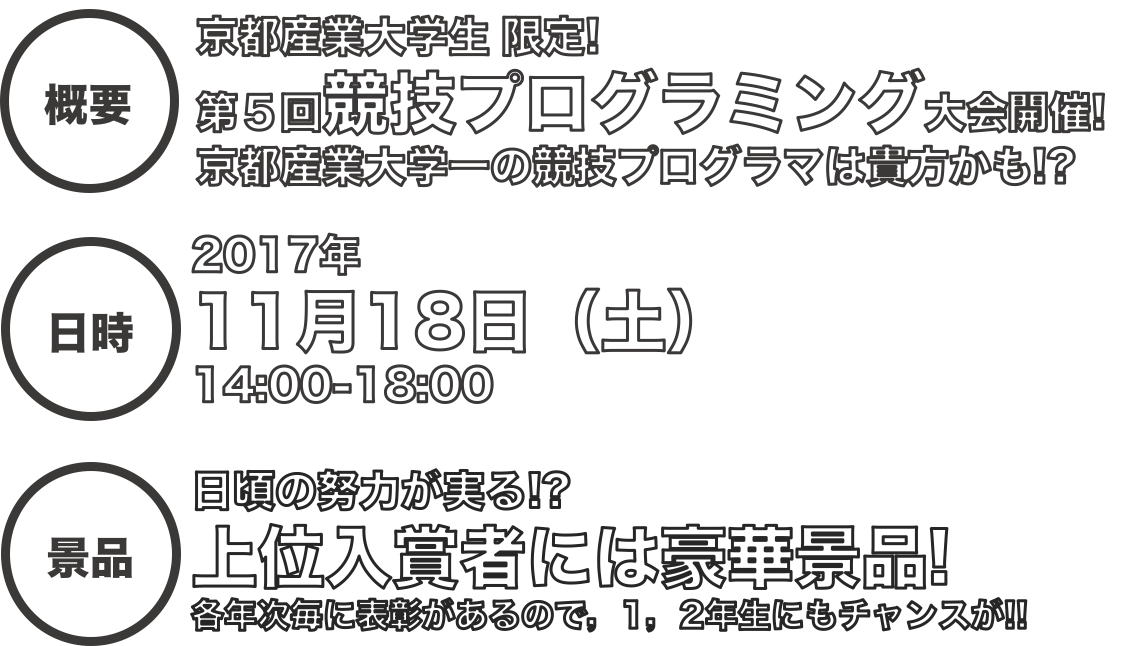 概要
京都産業大学生 限定!
第５回競技プログラミング大会開催!
京都産業大学一の競技プログラマは貴方かも!?
日時
2017年
11月18日（土）
14:00-18:00
景品
日頃の努力が実る!?
上位入賞者には豪華景品!
各年次毎に表彰があるので，1，2年生にもチャンスが!!